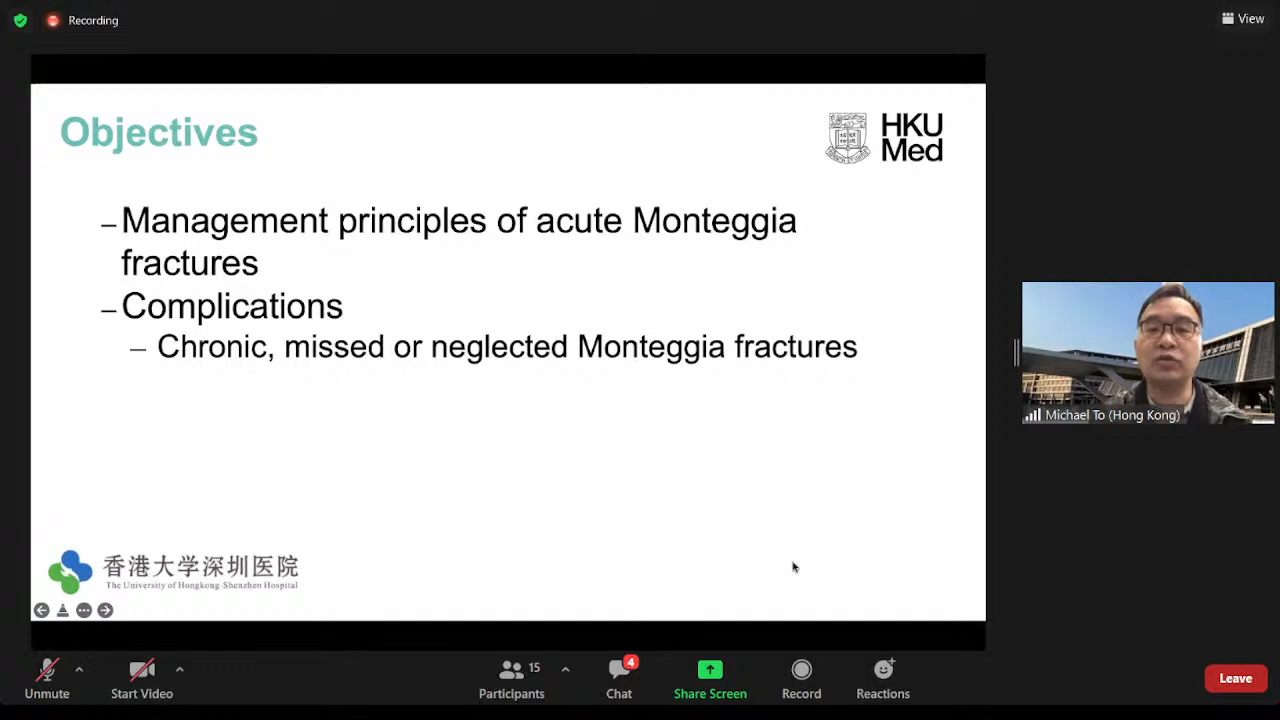 Recording
View
Objectives
HKU
Med
–Management principles of acute Monteggia
fractures
–Complications
– Chronic, missed or neglected Monteggia fractures
Michael To (Hong Kong)
香港大学深圳医院
The University of Hongkong-Shenzhen Hospital
Unmute
Start Video
15
Participants
4
Chat
Share Screen
Record
Reactions
Leave